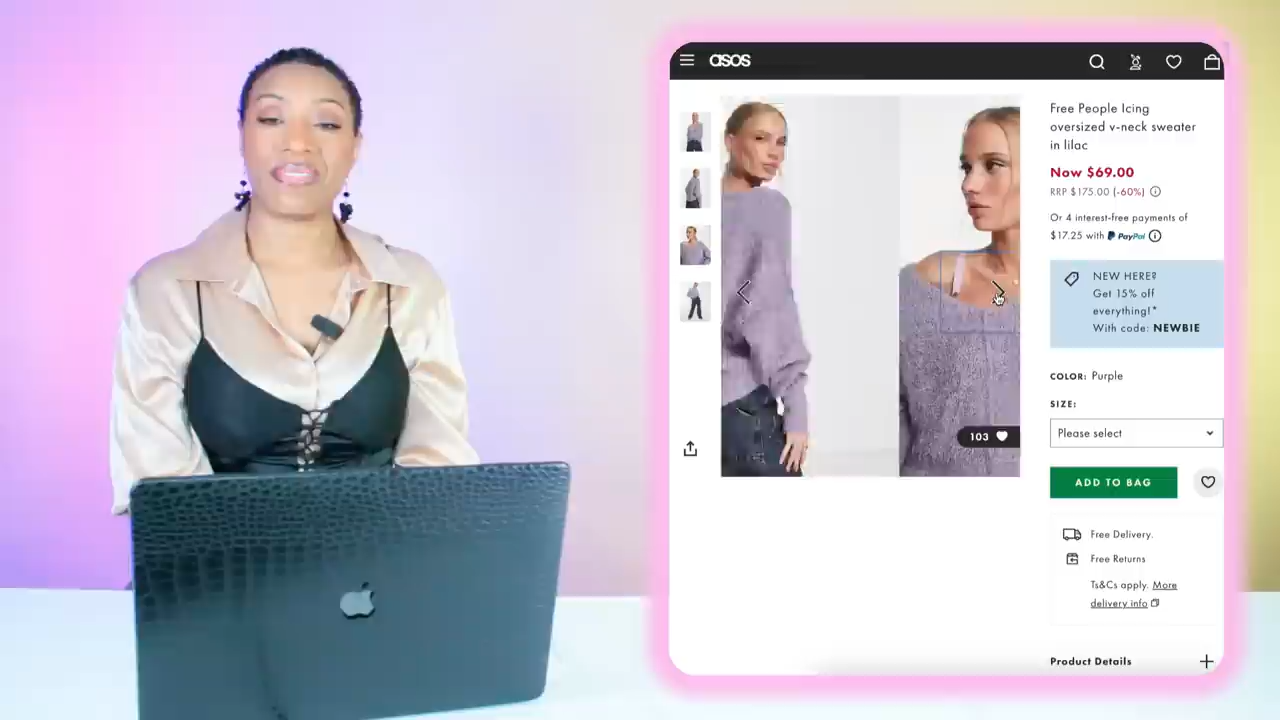 asos
Free People Icing
oversized v-neck sweater
in lilac
Now $69.00
RRP $175.00 (-60%)
Or 4 interest-free payments of
$17.25 with PayPal
NEW HERE?
Get 15% off
everything!*
With code: NEWBIE
COLOR: Purple
SIZE:
Please select
103
ADD TO BAG
Free Delivery.
Free Returns
Ts&Cs apply. More
delivery info
Product Details